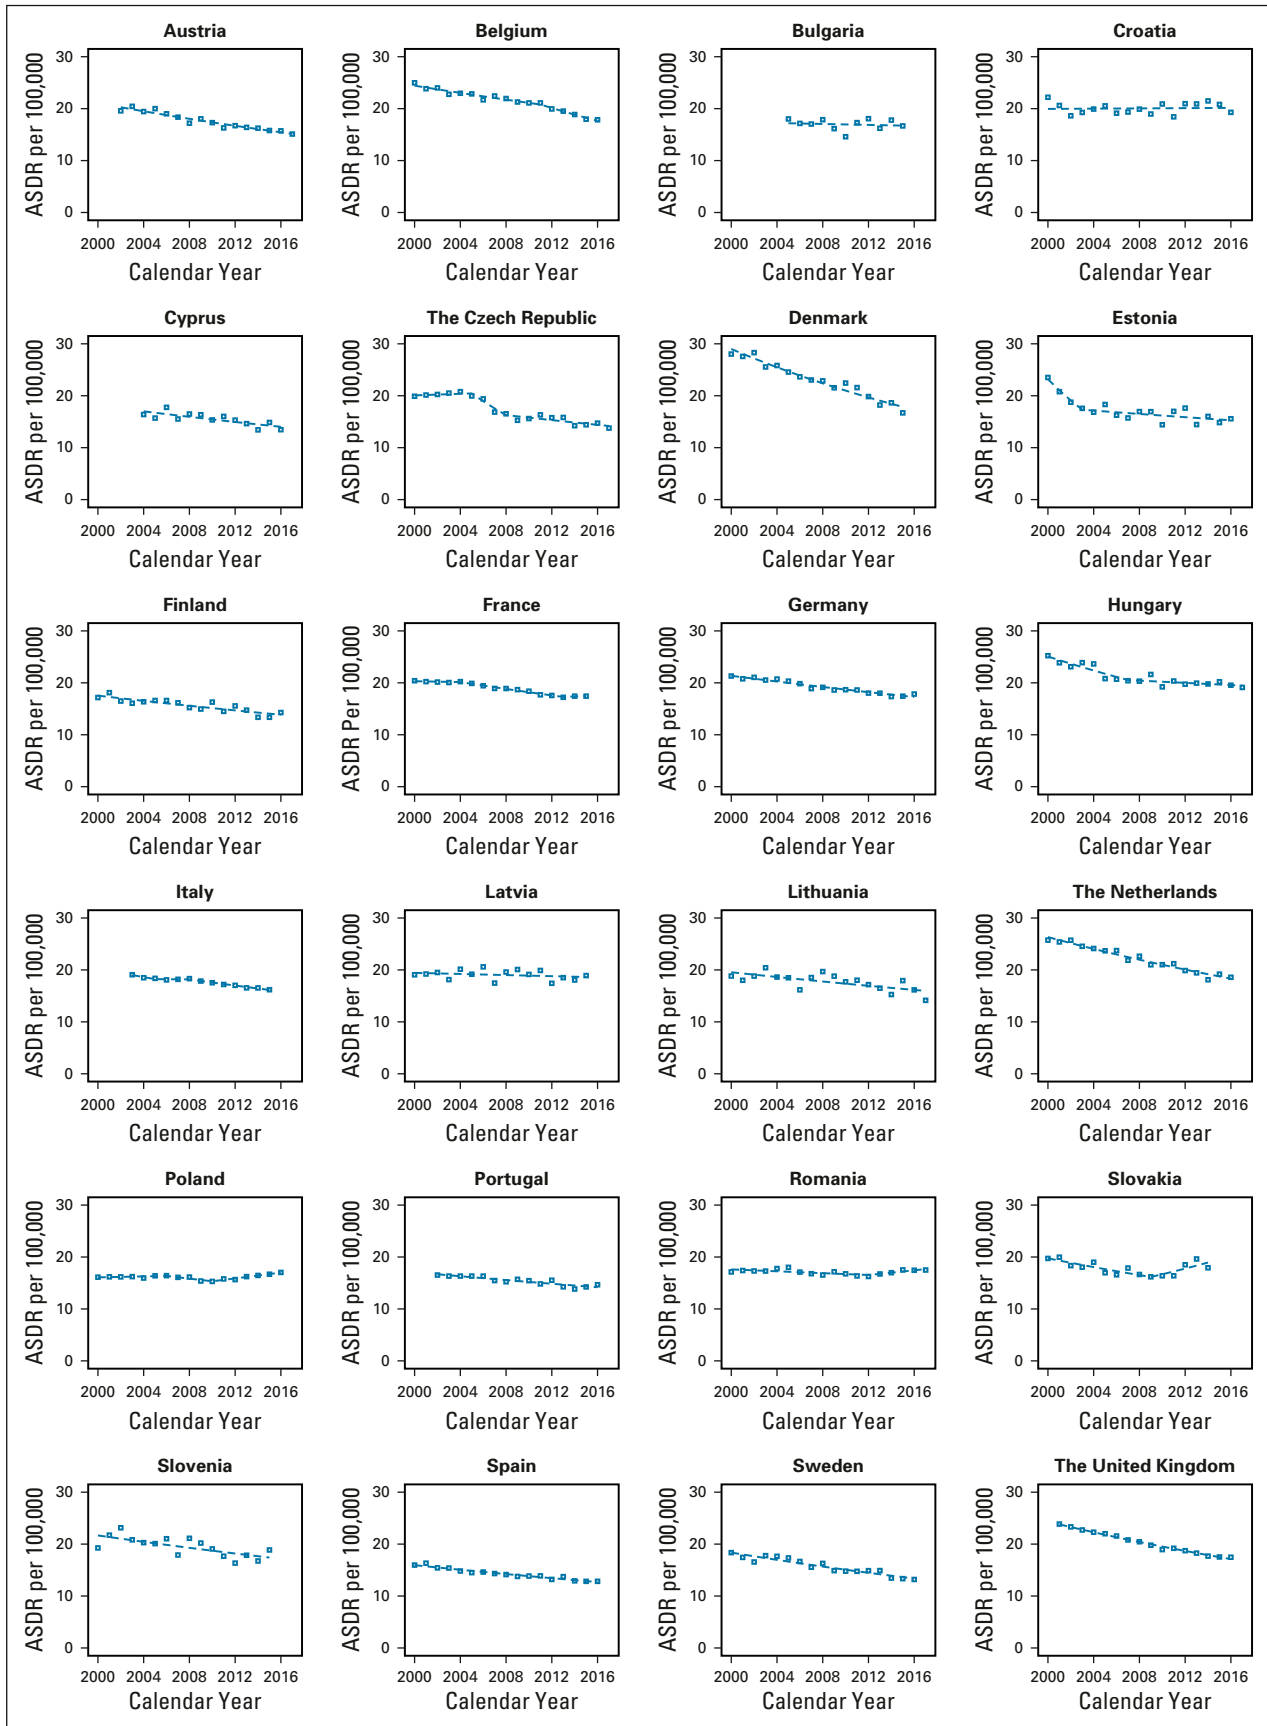 Austria
ASDR per 100,000
30
20
10
0
2000 2004 2008 2012 2016
Calendar Year
Belgium
ASDR per 100,000
30
20
10
0
2000 2004 2008 2012 2016
Calendar Year
Bulgaria
ASDR per 100,000
30
20
10
0
2000 2004 2008 2012 2016
Calendar Year
Croatia
ASDR per 100,000
30
20
10
0
2000 2004 2008 2012 2016
Calendar Year
Cyprus
ASDR per 100,000
30
20
10
0
2000 2004 2008 2012 2016
Calendar Year
The Czech Republic
ASDR per 100,000
30
20
10
0
2000 2004 2008 2012 2016
Calendar Year
Denmark
ASDR per 100,000
30
20
10
0
2000 2004 2008 2012 2016
Calendar Year
Estonia
ASDR per 100,000
30
20
10
0
2000 2004 2008 2012 2016
Calendar Year
Finland
ASDR per 100,000
30
20
10
0
2000 2004 2008 2012 2016
Calendar Year
France
ASDR Per 100,000
30
20
10
0
2000 2004 2008 2012 2016
Calendar Year
Germany
ASDR per 100,000
30
20
10
0
2000 2004 2008 2012 2016
Calendar Year
Hungary
ASDR per 100,000
30
20
10
0
2000 2004 2008 2012 2016
Calendar Year
Italy
ASDR per 100,000
30
20
10
0
2000 2004 2008 2012 2016
Calendar Year
Latvia
ASDR per 100,000
30
20
10
0
2000 2004 2008 2012 2016
Calendar Year
Lithuania
ASDR per 100,000
30
20
10
0
2000 2004 2008 2012 2016
Calendar Year
The Netherlands
ASDR per 100,000
30
20
10
0
2000 2004 2008 2012 2016
Calendar Year
Poland
ASDR per 100,000
30
20
10
0
2000 2004 2008 2012 2016
Calendar Year
Portugal
ASDR per 100,000
30
20
10
0
2000 2004 2008 2012 2016
Calendar Year
Romania
ASDR per 100,000
30
20
10
0
2000 2004 2008 2012 2016
Calendar Year
Slovakia
ASDR per 100,000
30
20
10
0
2000 2004 2008 2012 2016
Calendar Year
Slovenia
ASDR per 100,000
30
20
10
0
2000 2004 2008 2012 2016
Calendar Year
Spain
ASDR per 100,000
30
20
10
0
2000 2004 2008 2012 2016
Calendar Year
Sweden
ASDR per 100,000
30
20
10
0
2000 2004 2008 2012 2016
Calendar Year
The United Kingdom
ASDR per 100,000
30
20
10
0
2000 2004 2008 2012 2016
Calendar Year